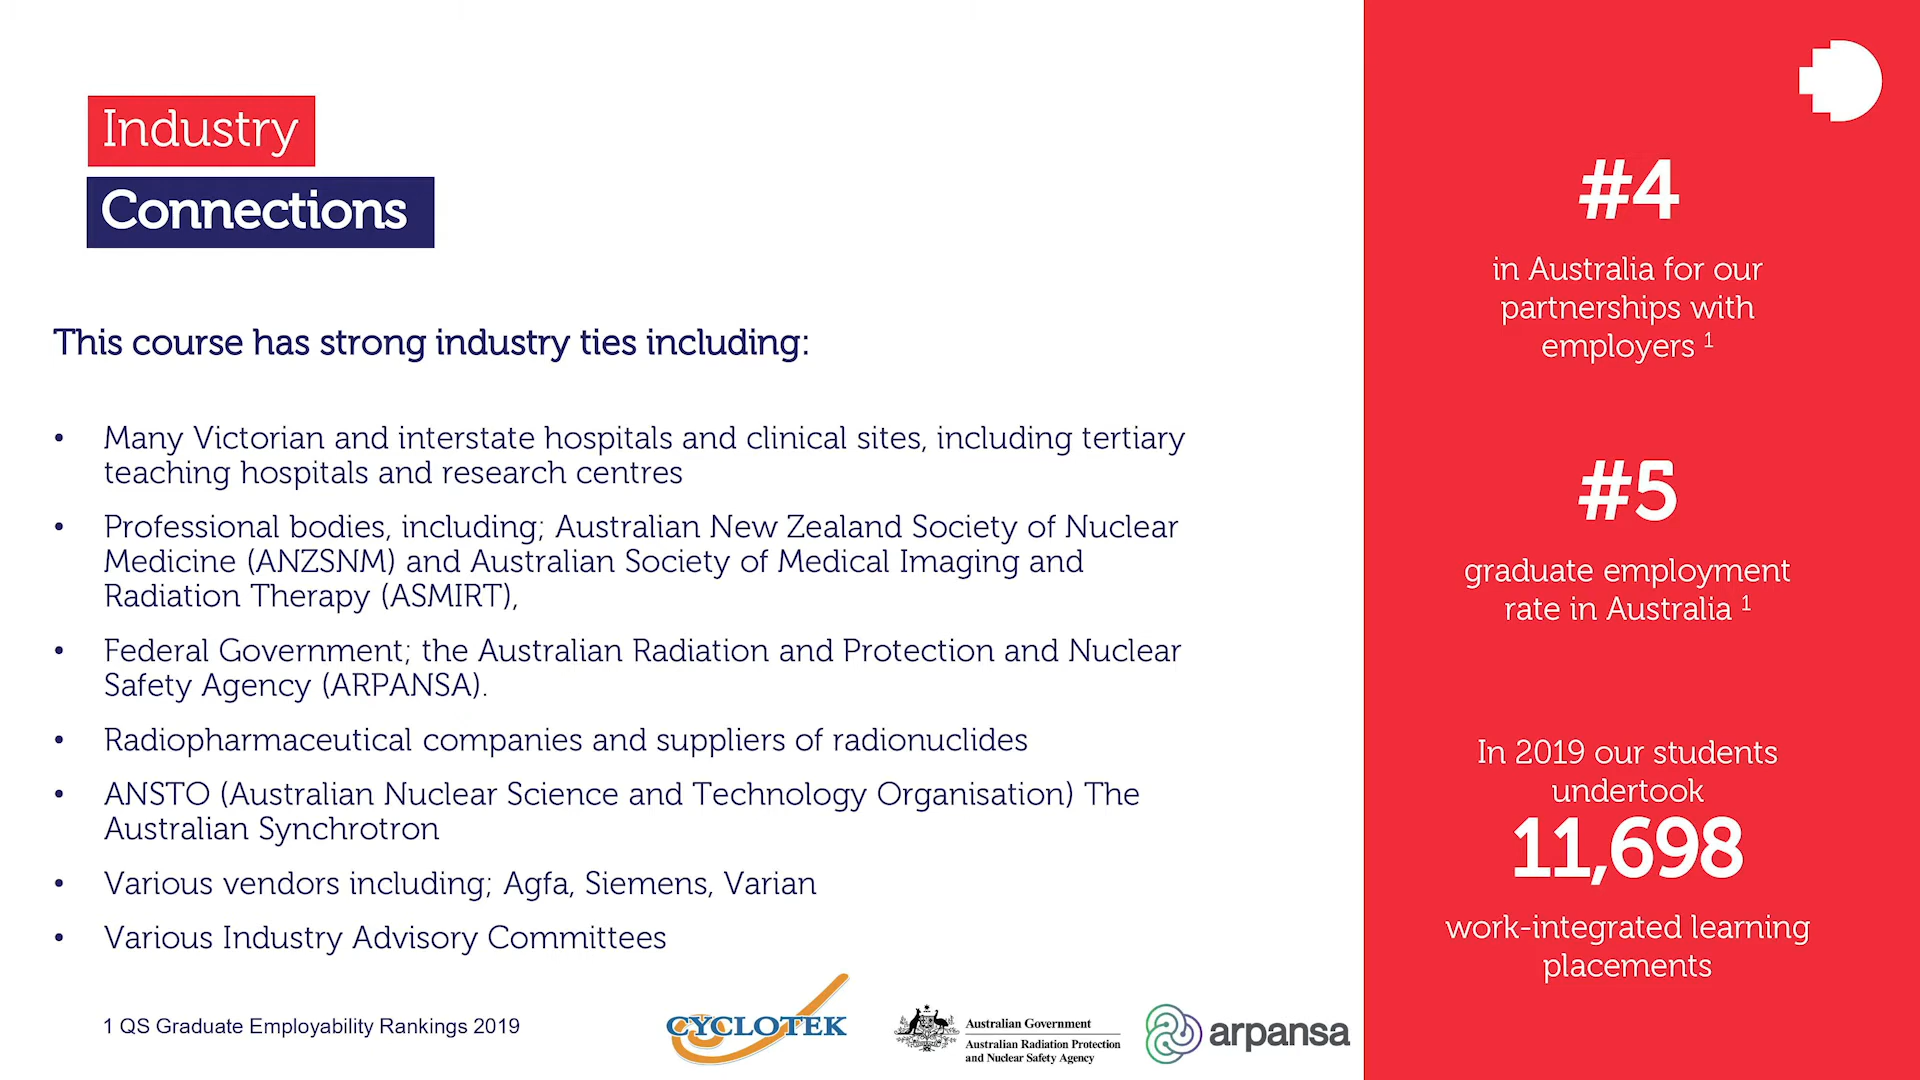 Industry
Connections
This course has strong industry ties including:
• Many Victorian and interstate hospitals and clinical sites, including tertiary
teaching hospitals and research centres
• Professional bodies, including; Australian New Zealand Society of Nuclear
Medicine (ANZSNM) and Australian Society of Medical Imaging and
Radiation Therapy (ASMIRT),
• Federal Government; the Australian Radiation and Protection and Nuclear
Safety Agency (ARPANSA).
• Radiopharmaceutical companies and suppliers of radionuclides
• ANSTO (Australian Nuclear Science and Technology Organisation) The
Australian Synchrotron
• Various vendors including; Agfa, Siemens, Varian
• Various Industry Advisory Committees
1 QS Graduate Employability Rankings 2019
CYCLOTEK
Australian Government
Australian Radiation Protection
and Nuclear Safety Agency
arpansa
#4
in Australia for our
partnerships with
employers 1
#5
graduate employment
rate in Australia 1
In 2019 our students
undertook
11,698
work-integrated learning
placements